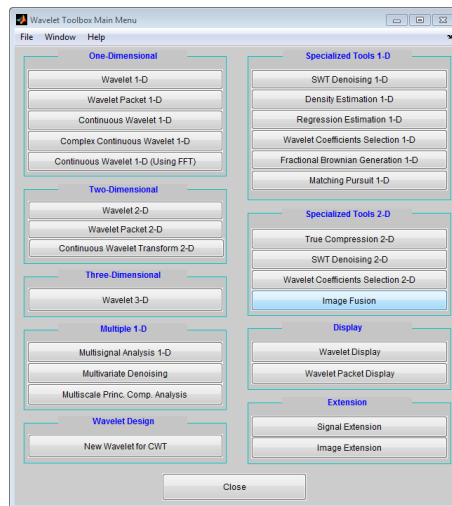 Wavelet Toolbox Main Menu
File Window Help
One-Dimensional
Wavelet 1-D
Wavelet Packet 1-D
Continuous Wavelet 1-D
Complex Continuous Wavelet 1-D
Continuous Wavelet 1-D (Using FFT)
Two-Dimensional
Wavelet 2-D
Wavelet Packet 2-D
Continuous Wavelet Transform 2-D
Three-Dimensional
Wavelet 3-D
Multiple 1-D
Multisignal Analysis 1-D
Multivariate Denoising
Multiscale Princ. Comp. Analysis
Wavelet Design
New Wavelet for CWT
Specialized Tools 1-D
SWT Denoising 1-D
Density Estimation 1-D
Regression Estimation 1-D
Wavelet Coefficients Selection 1-D
Fractional Brownian Generation 1-D
Matching Pursuit 1-D
Specialized Tools 2-D
True Compression 2-D
SWT Denoising 2-D
Wavelet Coefficients Selection 2-D
Image Fusion
Display
Wavelet Display
Wavelet Packet Display
Extension
Signal Extension
Image Extension
Close